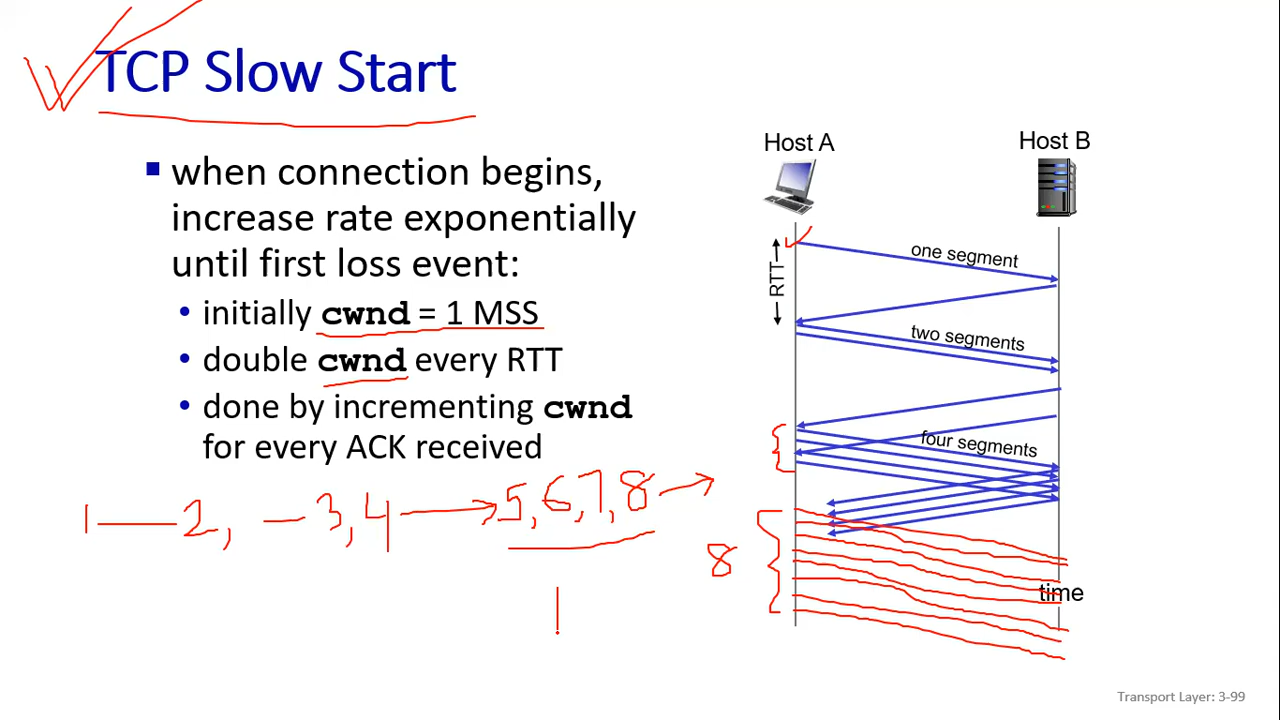 TCP Slow Start
when connection begins,
increase rate exponentially
until first loss event:
• initially cwnd = 1 MSS
• double cwnd every RTT
• done by incrementing cwnd
for every ACK received
1 — 2, — 3,4 → 5,6,7,8 →
8
1
Host A
Host B
RTT
one segment
two segments
four segments
time
Transport Layer: 3-99